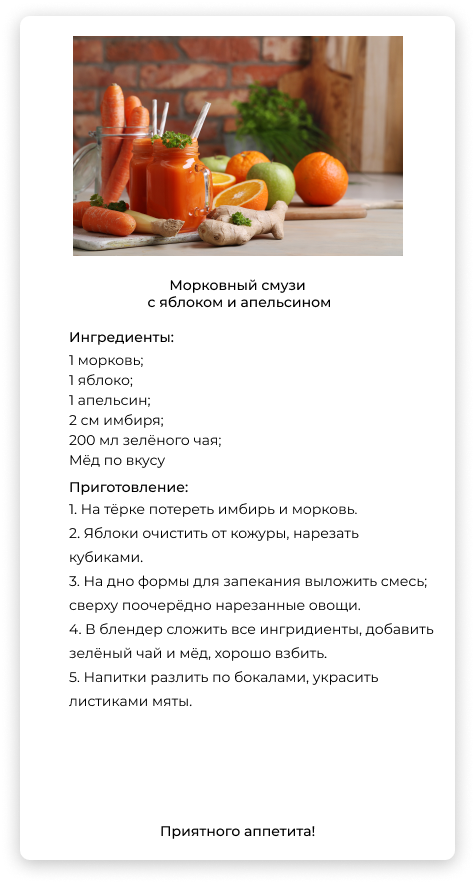 Морковный смузи
с яблоком и апельсином
Ингредиенты:
1 морковь;
1 яблоко;
1 апельсин;
2 см имбиря;
200 мл зелёного чая;
Мёд по вкусу
Приготовление:
1. На тёрке потереть имбирь и морковь.
2. Яблоки очистить от кожуры, нарезать
кубиками.
3. На дно формы для запекания выложить смесь;
сверху поочерёдно нарезанные овощи.
4. В блендер сложить все ингридиенты, добавить
зелёный чай и мёд, хорошо взбить.
5. Напитки разлить по бокалами, украсить
листиками мяты.
Приятного аппетита!